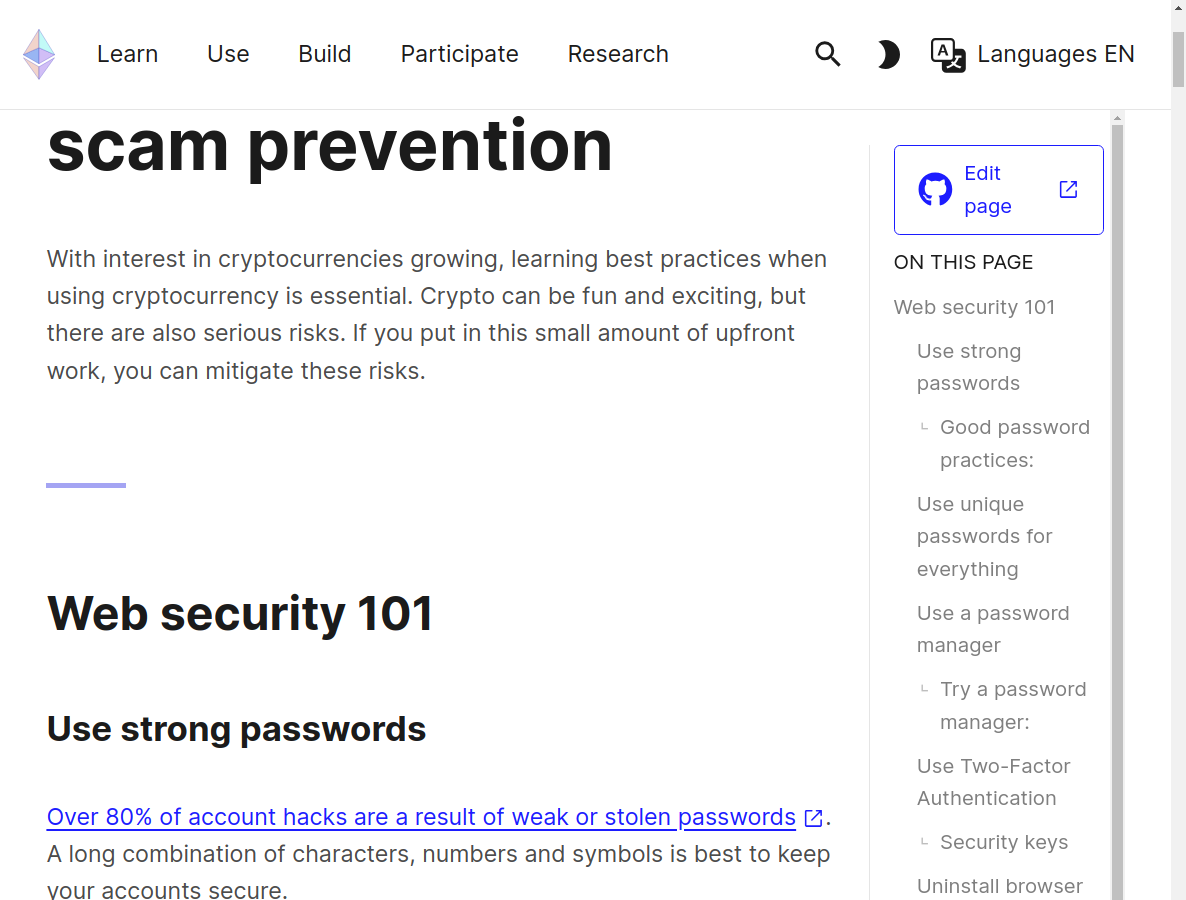 Learn Use Build Participate Research Languages EN
scam prevention
With interest in cryptocurrencies growing, learning best practices when
using cryptocurrency is essential. Crypto can be fun and exciting, but
there are also serious risks. If you put in this small amount of upfront
work, you can mitigate these risks.
Web security 101
Use strong passwords
Over 80% of account hacks are a result of weak or stolen passwords.
A long combination of characters, numbers and symbols is best to keep
your accounts secure.
Edit
page
ON THIS PAGE
Web security 101
Use strong
passwords
Good password
practices:
Use unique
passwords for
everything
Use a password
manager
Try a password
manager:
Use Two-Factor
Authentication
Security keys
Uninstall browser